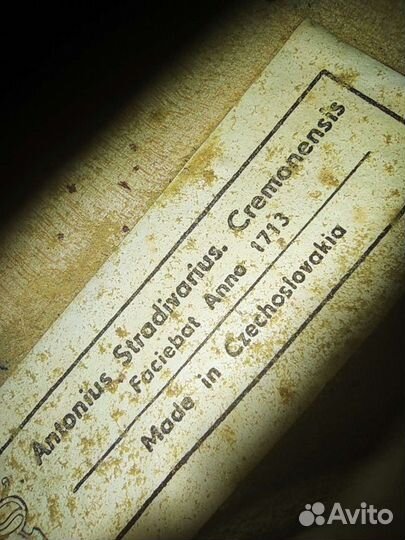 Antonius Stradivarius. Cremonensis
Faciebat Anno 1713
Made in Czechoslovakia
Avito